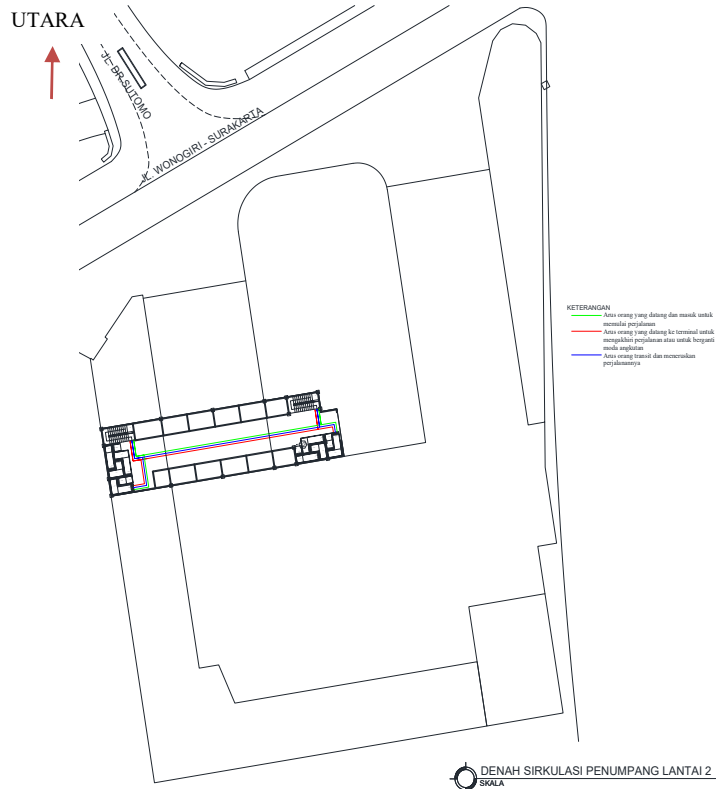 UTARA
JL. DR.SUTOMO
JL. WONOGIRI - SURAKARTA
KETERANGAN
Arus orang yang datang dan masuk untuk
memulai perjalanan
Arus orang yang datang ke terminal untuk
mengakhiri perjalanan atau untuk berganti
moda angkutan
Arus orang transit dan meneruskan
perjalanannya
DENAH SIRKULASI PENUMPANG LANTAI 2
SKALA